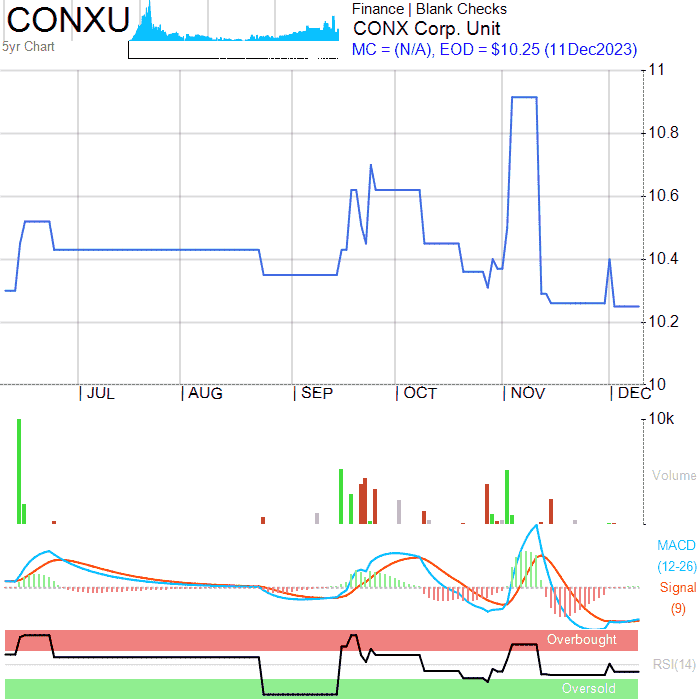 CONXU
5yr Chart
Finance | Blank Checks
CONX Corp. Unit
MC = (N/A), EOD = $10.25 (11Dec2023)
11
10.8
10.6
10.4
10.2
10
| JUL | AUG | SEP | OCT | NOV | DEC
10k
Volume
MACD
(12-26)
Signal
(9)
Overbought
RSI(14)
Oversold